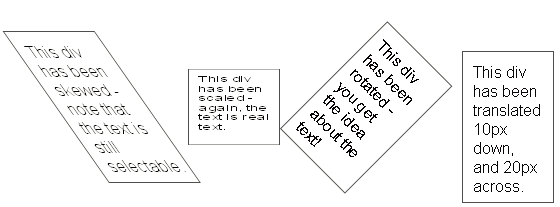 This div
has been
skewed -
note that
the text is
still
selectable.
This div
has been
scaled -
again, the
text is real
text.
This div
has been
rotated -
you get
the idea
about the
text!
This div
has been
translated
10px
down,
and 20px
across.